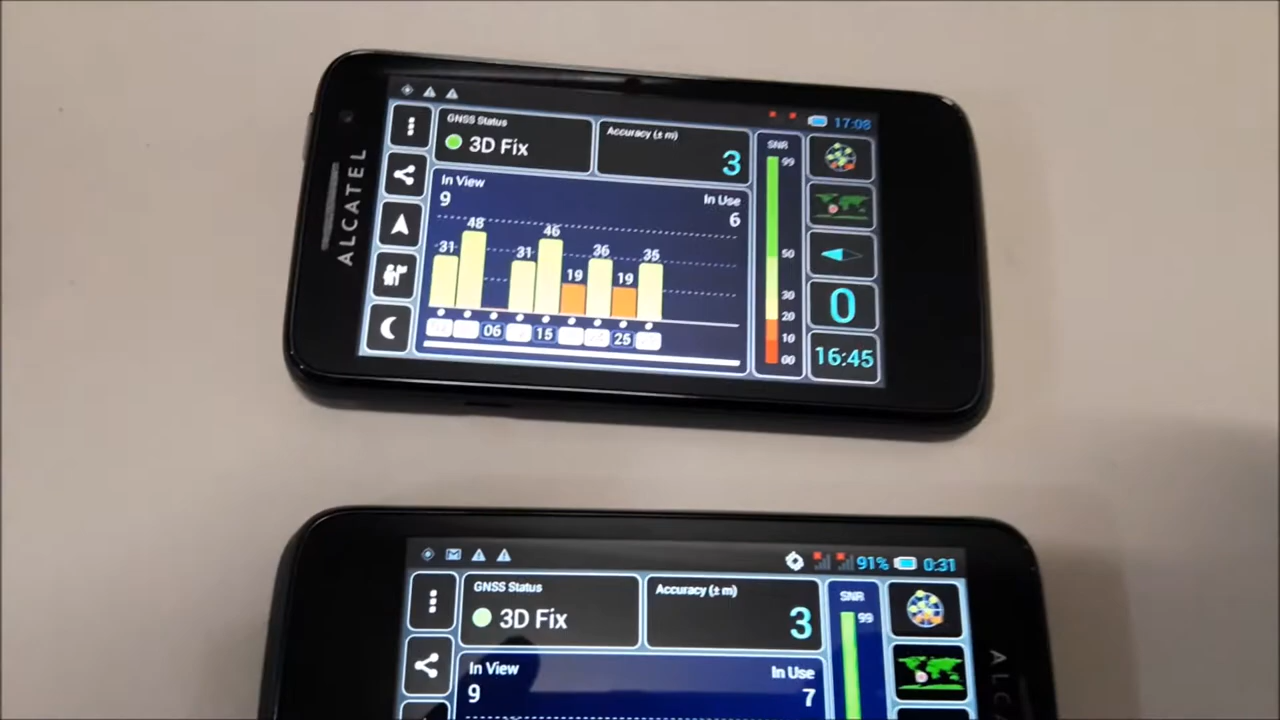 17:08
GNSS Status
3D Fix
Accuracy (± m)
3
SNR
99
50
30
20
10
00
In View
9
In Use
6
31 48 31 46 19 36 19 35
06 15 25
0
16:45
ALCATEL
91% 0:31
GNSS Status
3D Fix
Accuracy (± m)
3
SNR
99
In View
9
In Use
7
ALC